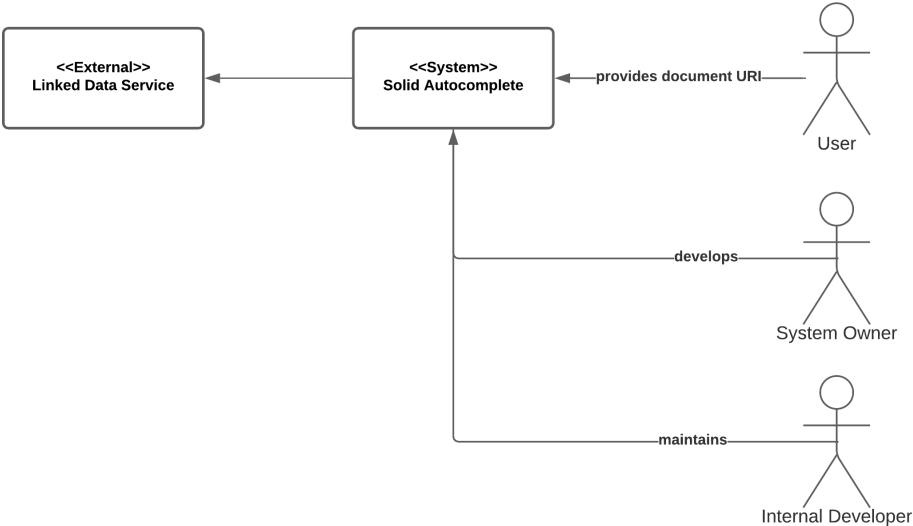 <<External>>
Linked Data Service
<<System>>
Solid Autocomplete
provides document URI
User
develops
System Owner
maintains
Internal Developer